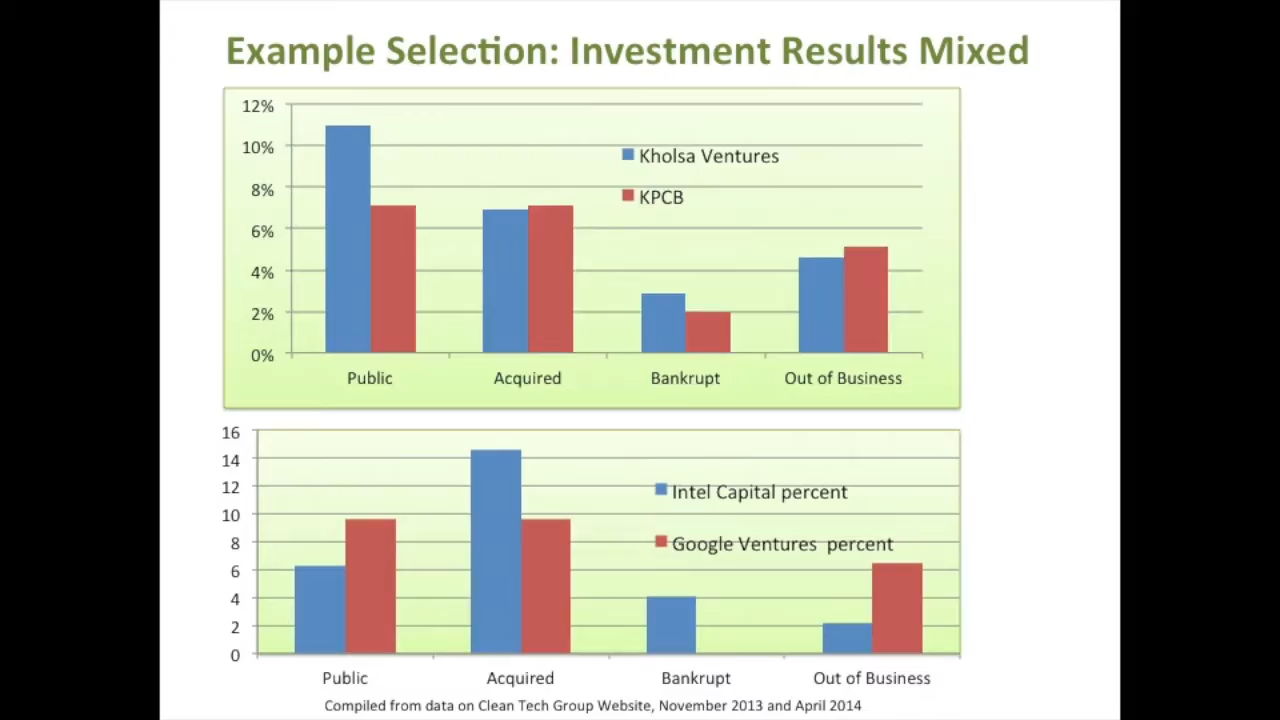 Example Selection: Investment Results Mixed
12%
10%
8%
6%
4%
2%
0%
Kholsa Ventures
KPCB
Public Acquired Bankrupt Out of Business
16
14
12
10
8
6
4
2
0
Intel Capital percent
Google Ventures percent
Public Acquired Bankrupt Out of Business
Compiled from data on Clean Tech Group Website, November 2013 and April 2014